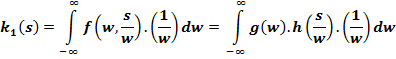 k₁(s) = ∫_{-∞}^{∞} f(w, s/w).(1/w) dw = ∫_{-∞}^{∞} g(w).h(s/w).(1/w) dw